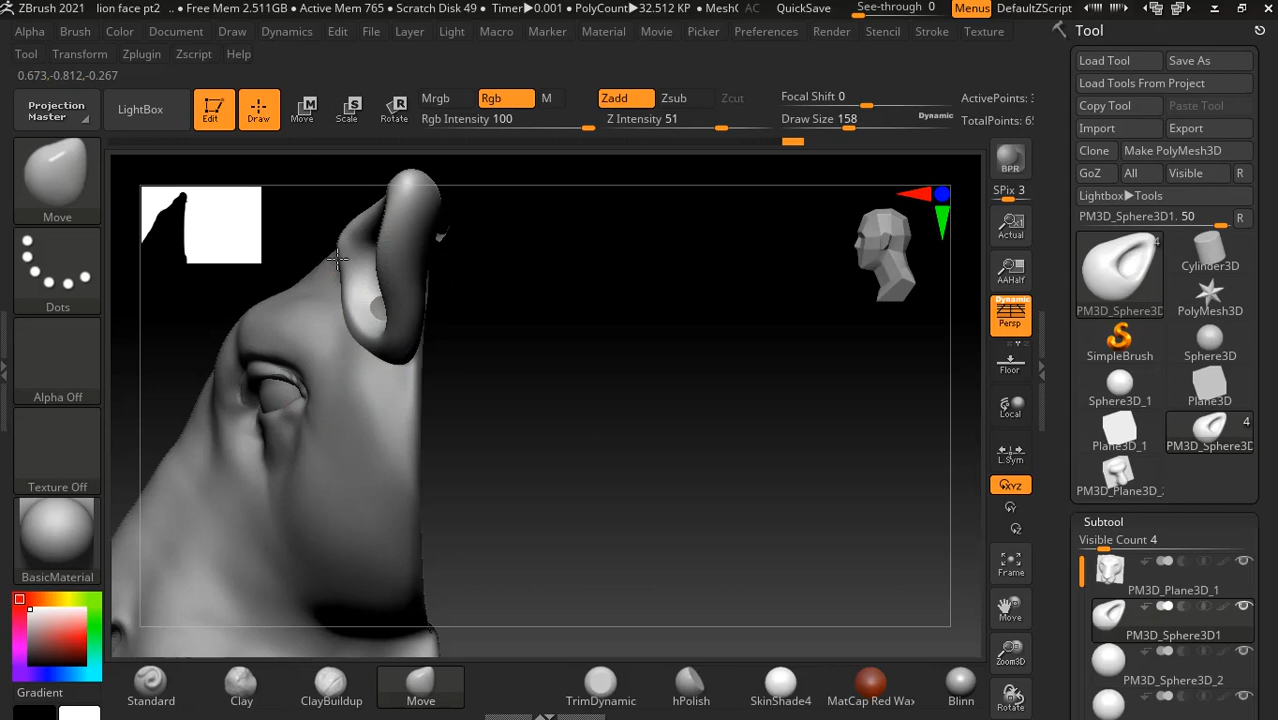 ZBrush 2021 lion face pt2 .. • Free Mem 2.511GB • Active Mem 765 • Scratch Disk 49 • Timer▶0.001 • PolyCount▶32.512 KP • MeshC AC QuickSave See-through 0 Menus DefaultZScript
Alpha Brush Color Document Draw Dynamics Edit File Layer Light Macro Marker Material Movie Picker Preferences Render Stencil Stroke Texture
Tool Transform Zplugin Zscript Help
0.673,-0.812,-0.267
Projection Master
LightBox
Edit
Draw
Move
Scale
Rotate
Mrgb Rgb M
Rgb Intensity 100
Zadd Zsub Zcut
Z Intensity 51
Focal Shift 0
Draw Size 158 Dynamic
ActivePoints: 3
TotalPoints: 65
Move
Dots
Alpha Off
Texture Off
BasicMaterial
Gradient
BPR
SPix 3
Actual
AAHalf
Dynamic
Persp
Floor
Local
L.Sym
XYZ
Frame
Move
Zoom3D
Rotate
Tool
Load Tool Save As
Load Tools From Project
Copy Tool Paste Tool
Import Export
Clone Make PolyMesh3D
GoZ All Visible R
Lightbox▶Tools
PM3D_Sphere3D1. 50 R
4
PM3D_Sphere3D
Cylinder3D
PolyMesh3D
SimpleBrush
Sphere3D
Sphere3D_1
Plane3D
4
Plane3D_1
PM3D_Sphere3D
PM3D_Plane3D_
Subtool
Visible Count 4
PM3D_Plane3D_1
PM3D_Sphere3D1
PM3D_Sphere3D_2
Standard Clay ClayBuildup Move TrimDynamic hPolish SkinShade4 MatCap Red Wax Blinn